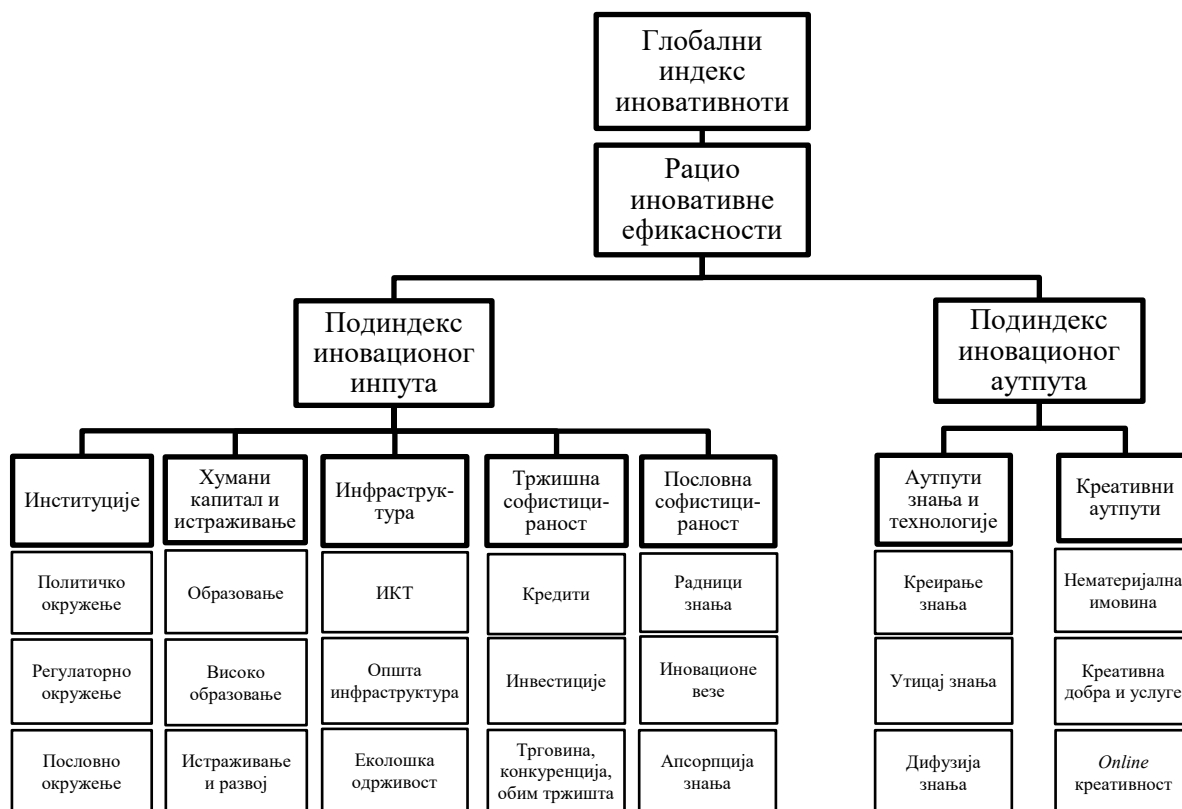 Глобални
индекс
иновативноти
Рацио
иновативне
ефикасности
Подиндекс
иновационог
инпута
Подиндекс
иновационог
аутпута
Институције
Хумани
капитал и
истраживање
Инфраструк-
тура
Тржишна
софистици-
раност
Пословна
софистици-
раност
Аутпути
знања и
технологије
Креативни
аутпути
Политичко
окружење
Образовање
ИКТ
Кредити
Радници
знања
Креирање
знања
Нематеријална
имовина
Регулаторно
окружење
Високо
образовање
Општа
инфраструктура
Инвестиције
Иновационе
везе
Утицај знања
Креативна
добра и услуге
Пословно
окружење
Истраживање
и развој
Еколошка
одрживост
Трговина,
конкуренција,
обим тржишта
Апсорпција
знања
Дифузија
знања
Online
креативност